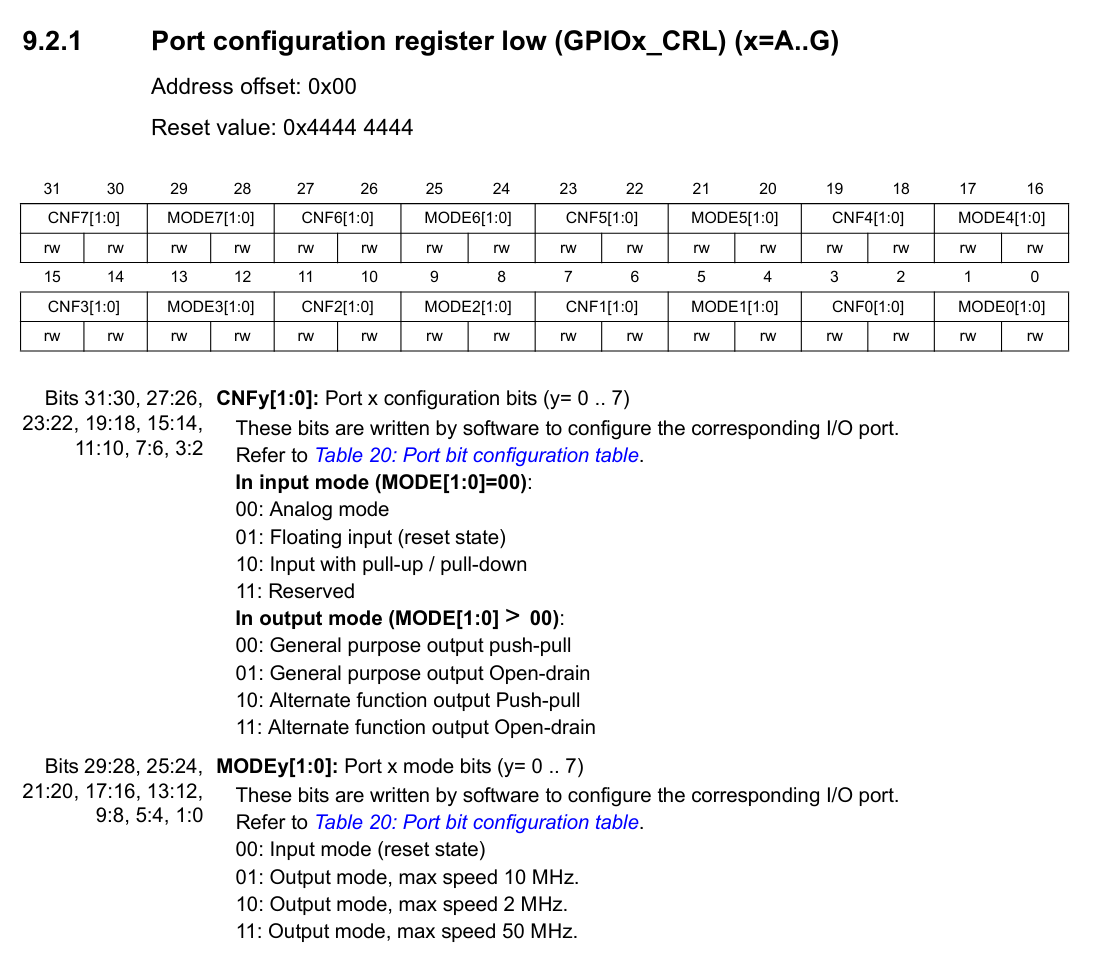 9.2.1 Port configuration register low (GPIOx_CRL) (x=A..G)
Address offset: 0x00
Reset value: 0x4444 4444
31 30 29 28 27 26 25 24 23 22 21 20 19 18 17 16
CNF7[1:0] MODE7[1:0] CNF6[1:0] MODE6[1:0] CNF5[1:0] MODE5[1:0] CNF4[1:0] MODE4[1:0]
rw rw rw rw rw rw rw rw rw rw rw rw rw rw rw rw
15 14 13 12 11 10 9 8 7 6 5 4 3 2 1 0
CNF3[1:0] MODE3[1:0] CNF2[1:0] MODE2[1:0] CNF1[1:0] MODE1[1:0] CNF0[1:0] MODE0[1:0]
rw rw rw rw rw rw rw rw rw rw rw rw rw rw rw rw
Bits 31:30, 27:26, CNFy[1:0]: Port x configuration bits (y= 0 .. 7)
23:22, 19:18, 15:14, These bits are written by software to configure the corresponding I/O port.
11:10, 7:6, 3:2 Refer to Table 20: Port bit configuration table.
In input mode (MODE[1:0]=00):
00: Analog mode
01: Floating input (reset state)
10: Input with pull-up / pull-down
11: Reserved
In output mode (MODE[1:0] > 00):
00: General purpose output push-pull
01: General purpose output Open-drain
10: Alternate function output Push-pull
11: Alternate function output Open-drain
Bits 29:28, 25:24, MODEy[1:0]: Port x mode bits (y= 0 .. 7)
21:20, 17:16, 13:12, These bits are written by software to configure the corresponding I/O port.
9:8, 5:4, 1:0 Refer to Table 20: Port bit configuration table.
00: Input mode (reset state)
01: Output mode, max speed 10 MHz.
10: Output mode, max speed 2 MHz.
11: Output mode, max speed 50 MHz.